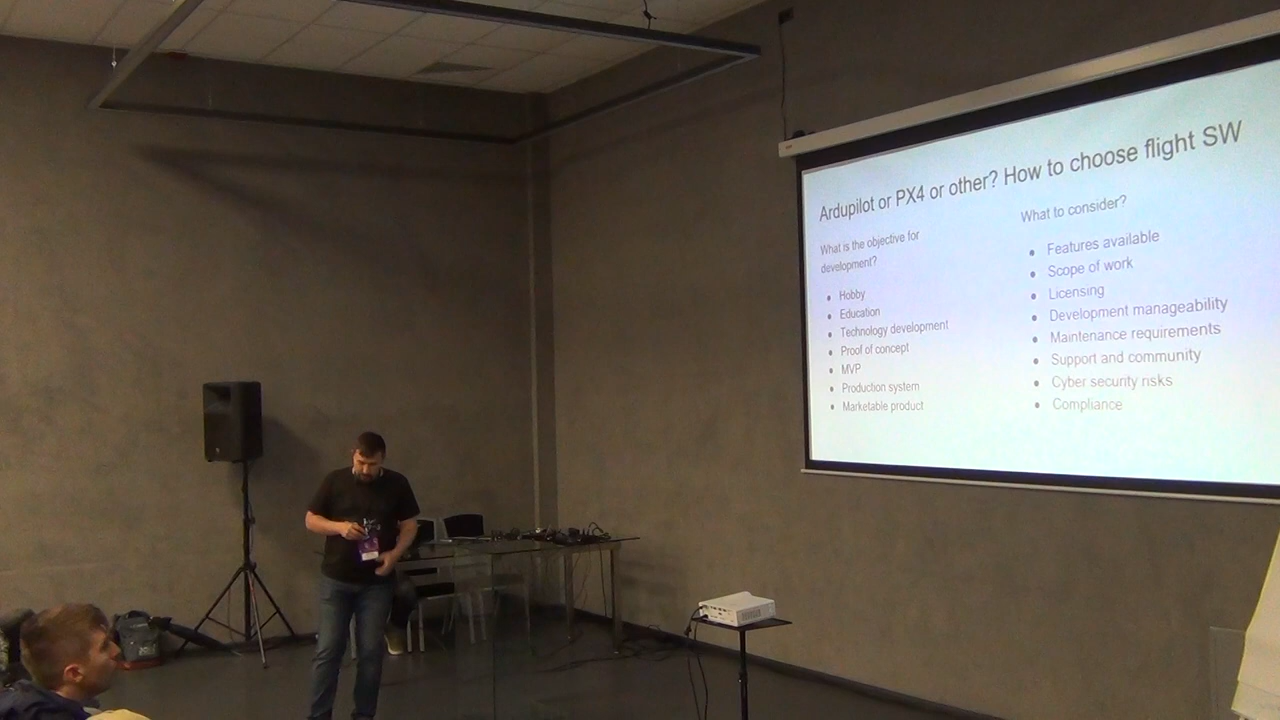 Ardupilot or PX4 or other? How to choose flight SW
What is the objective for
development?
• Hobby
• Education
• Technology development
• Proof of concept
• MVP
• Production system
• Marketable product
What to consider?
• Features available
• Scope of work
• Licensing
• Development manageability
• Maintenance requirements
• Support and community
• Cyber security risks
• Compliance